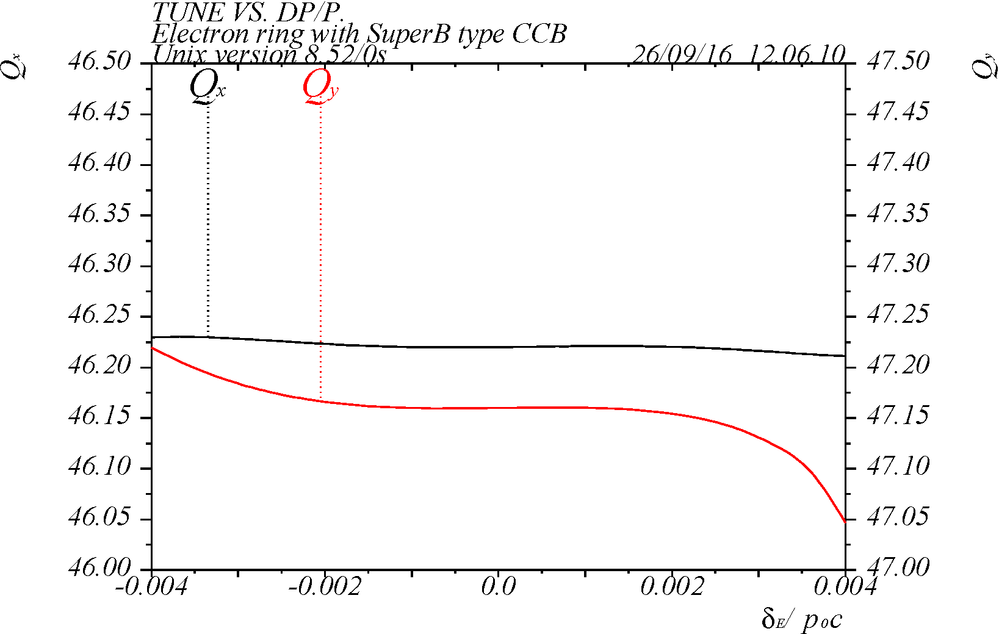 TUNE VS. DP/P.
Electron ring with SuperB type CCB
Unix version 8.52/0s 26/09/16 12.06.10
Qx
Qy
Qx
Qy
46.50
46.45
46.40
46.35
46.30
46.25
46.20
46.15
46.10
46.05
46.00
47.50
47.45
47.40
47.35
47.30
47.25
47.20
47.15
47.10
47.05
47.00
-0.004 -0.002 0.0 0.002 0.004
δE/ p0c